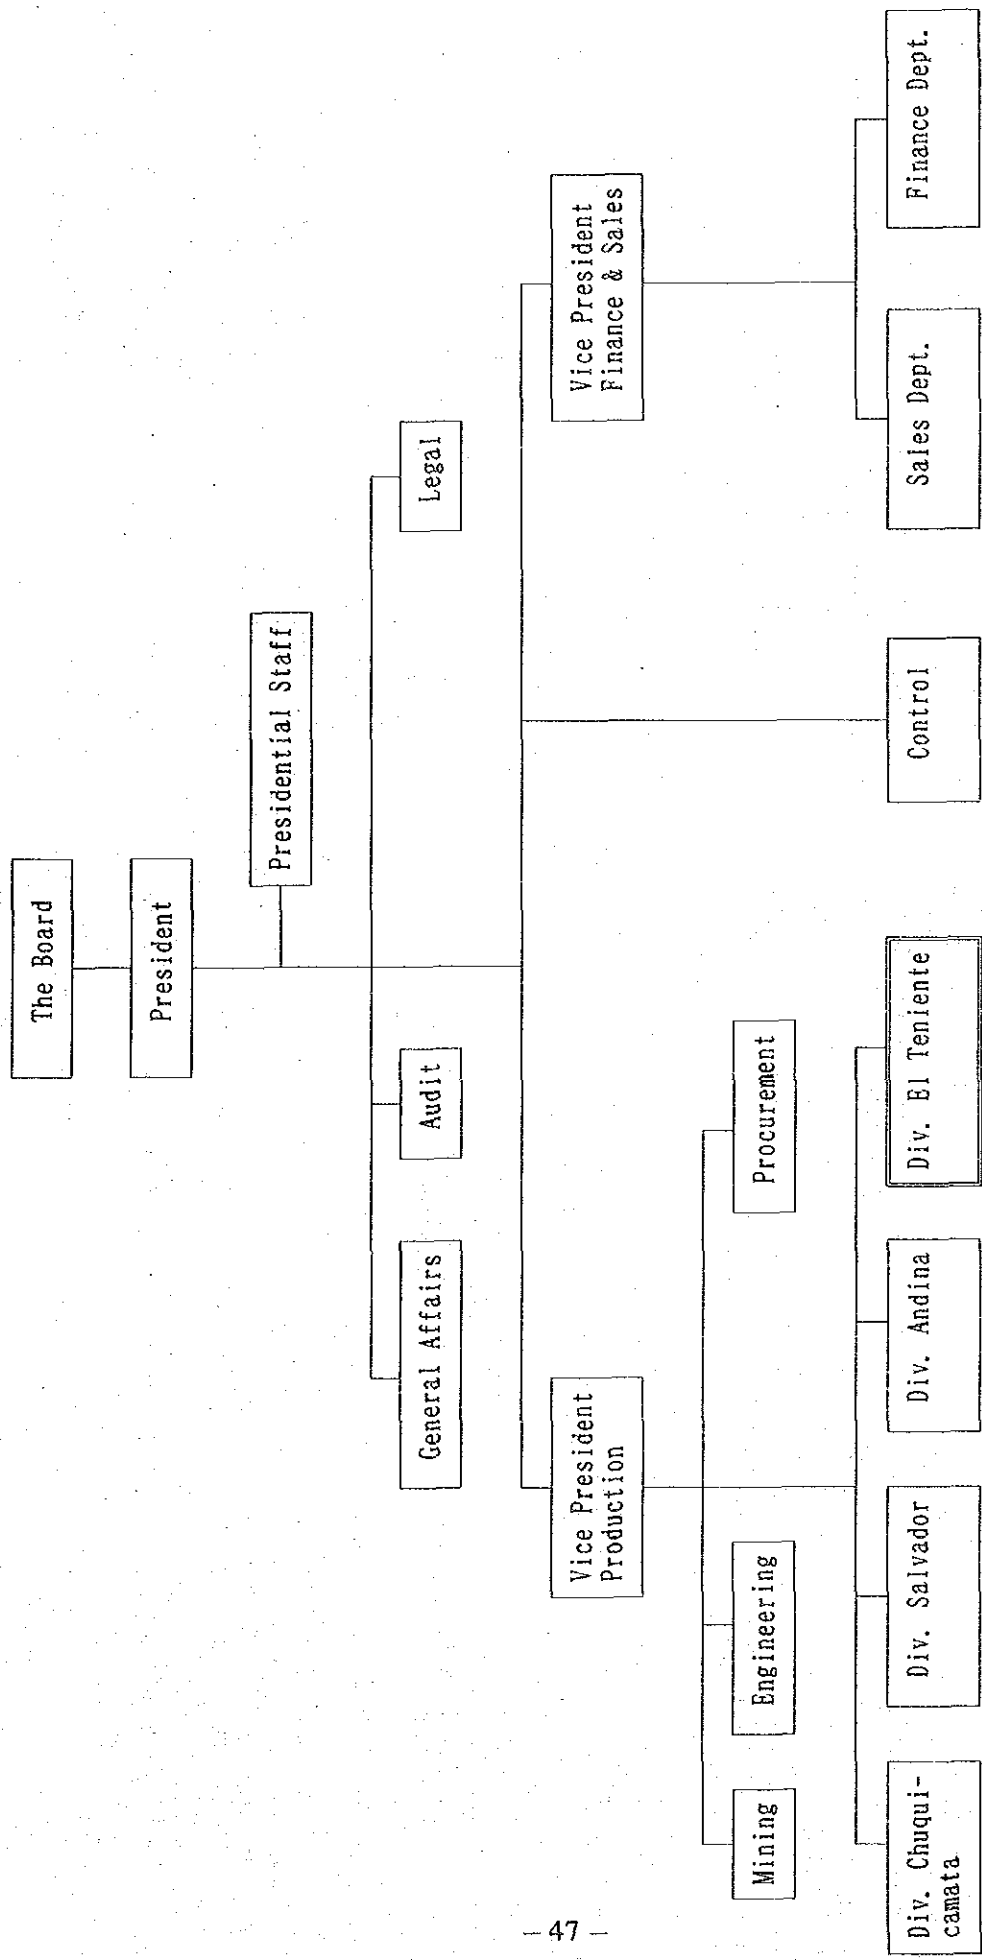 The Board
President
Presidential Staff
General Affairs
Audit
Legal
Vice President
Production
Vice President
Finance & Sales
Mining
Engineering
Procurement
Div. Chuqui-
camata
Div. Salvador
Div. Andina
Div. El Teniente
Control
Sales Dept.
Finance Dept.
- 47 -